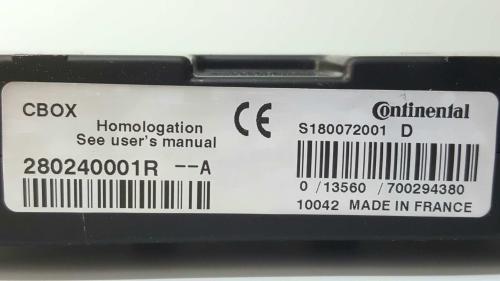 CBOX
Homologation
See user's manual
280240001R --A
CE
Continental
S180072001 D
0 /13560 /700294380
10042 MADE IN FRANCE